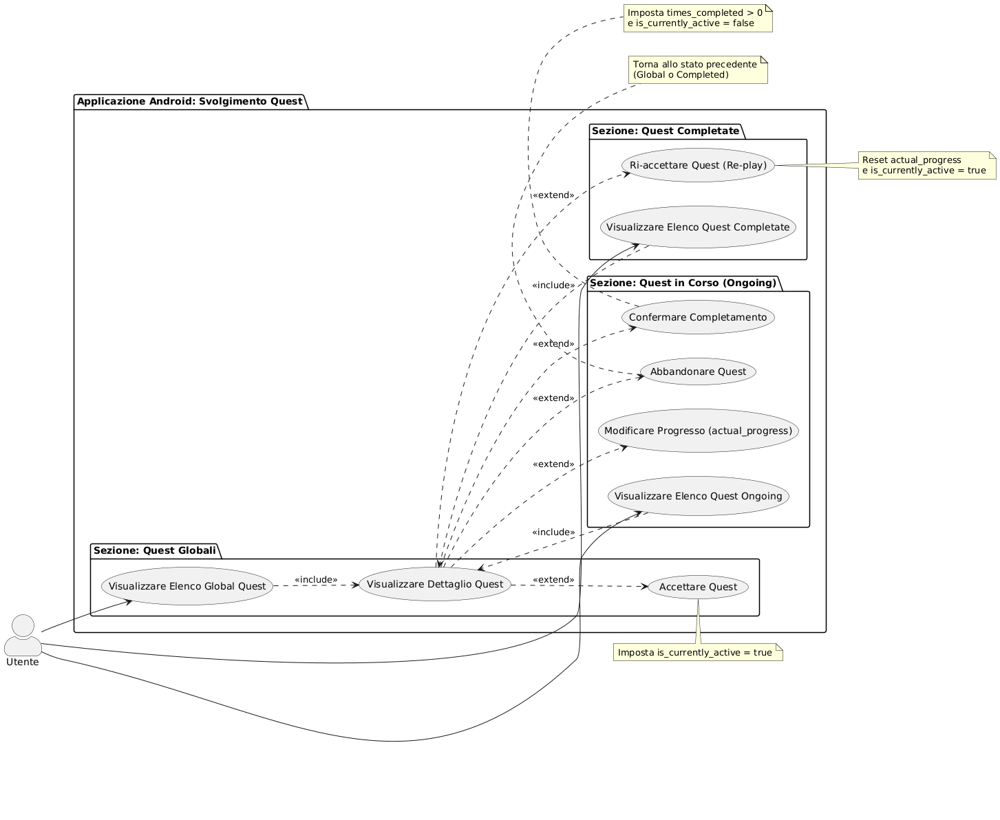 Imposta times_completed > 0
e is_currently_active = false
Torna allo stato precedente
(Global o Completed)
Applicazione Android: Svolgimento Quest
Sezione: Quest Completate
Ri-accettare Quest (Re-play)
Reset actual_progress
e is_currently_active = true
«extend»
Visualizzare Elenco Quest Completate
«include»
Sezione: Quest in Corso (Ongoing)
Confermare Completamento
«extend»
Abbandonare Quest
«extend»
Modificare Progresso (actual_progress)
«extend»
Visualizzare Elenco Quest Ongoing
«include»
Sezione: Quest Globali
Visualizzare Elenco Global Quest
«include»
Visualizzare Dettaglio Quest
«extend»
Accettare Quest
Imposta is_currently_active = true
Utente